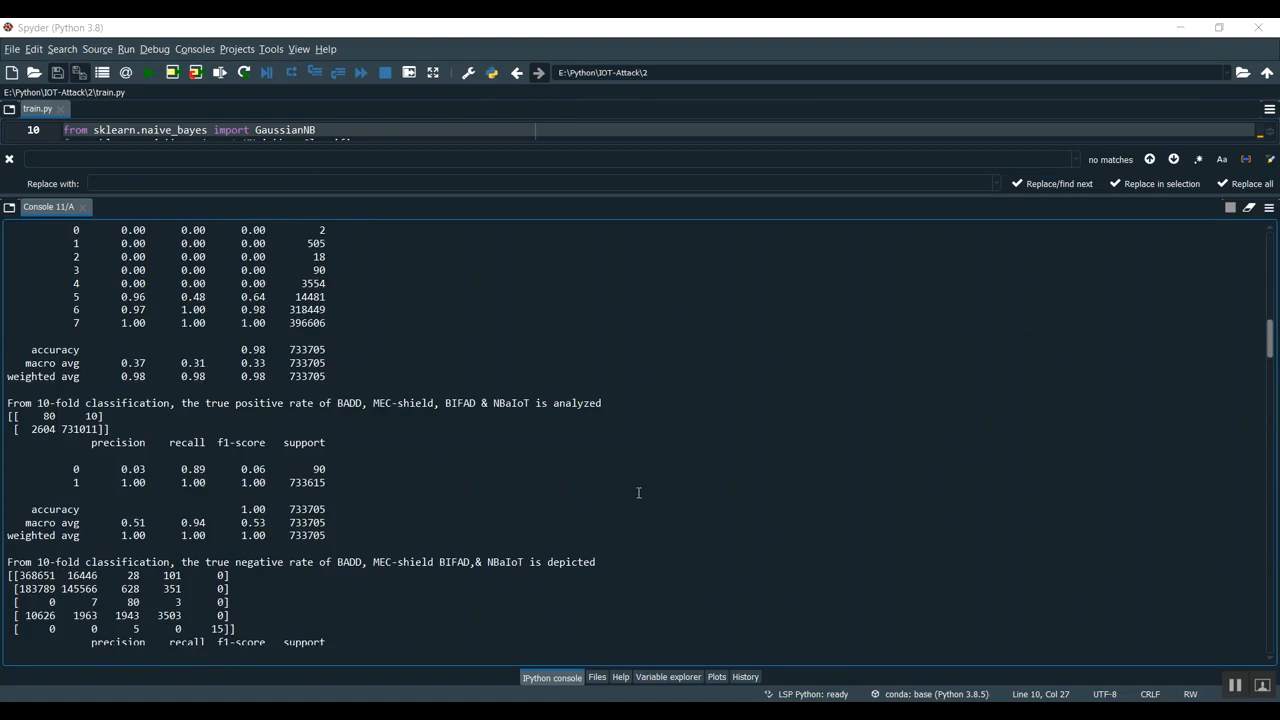 Spyder (Python 3.8)
File Edit Search Source Run Debug Consoles Projects Tools View Help
E:\Python\IOT-Attack\2
E:\Python\IOT-Attack\2\train.py
train.py
10 from sklearn.naive_bayes import GaussianNB
no matches Aa
Replace with: Replace/find next Replace in selection Replace all
Console 11/A
0 0.00 0.00 0.00 2
1 0.00 0.00 0.00 505
2 0.00 0.00 0.00 18
3 0.00 0.00 0.00 90
4 0.00 0.00 0.00 3554
5 0.96 0.48 0.64 14481
6 0.97 1.00 0.98 318449
7 1.00 1.00 1.00 396606
accuracy 0.98 733705
macro avg 0.37 0.31 0.33 733705
weighted avg 0.98 0.98 0.98 733705
From 10-fold classification, the true positive rate of BADD, MEC-shield, BIFAD & NBaIoT is analyzed
[[ 80 10]
[ 2604 731011]]
precision recall f1-score support
0 0.03 0.89 0.06 90
1 1.00 1.00 1.00 733615
accuracy 1.00 733705
macro avg 0.51 0.94 0.53 733705
weighted avg 1.00 1.00 1.00 733705
From 10-fold classification, the true negative rate of BADD, MEC-shield BIFAD,& NBaIoT is depicted
[[368651 16446 28 101 0]
[183789 145566 628 351 0]
[ 0 7 80 3 0]
[ 10626 1963 1943 3503 0]
[ 0 0 5 0 15]]
precision recall f1-score support
IPython console Files Help Variable explorer Plots History
LSP Python: ready conda: base (Python 3.8.5) Line 10, Col 27 UTF-8 CRLF RW